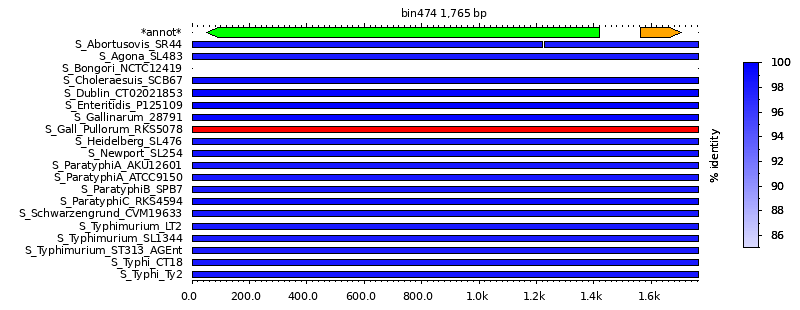 bin474 1,765 bp
*annot*
S_Abortusovis_SR44
S_Agona_SL483
S_Bongori_NCTC12419
S_Choleraesuis_SCB67
S_Dublin_CT02021853
S_Enteritidis_P125109
S_Gallinarum_28791
S_Gall_Pullorum_RKS5078
S_Heidelberg_SL476
S_Newport_SL254
S_ParatyphiA_AKU12601
S_ParatyphiA_ATCC9150
S_ParatyphiB_SPB7
S_ParatyphiC_RKS4594
S_Schwarzengrund_CVM19633
S_Typhimurium_LT2
S_Typhimurium_SL1344
S_Typhimurium_ST313_AGEnt
S_Typhi_CT18
S_Typhi_Ty2
0.0 200.0 400.0 600.0 800.0 1.0k 1.2k 1.4k 1.6k
% identity
100
98
96
94
92
90
88
86